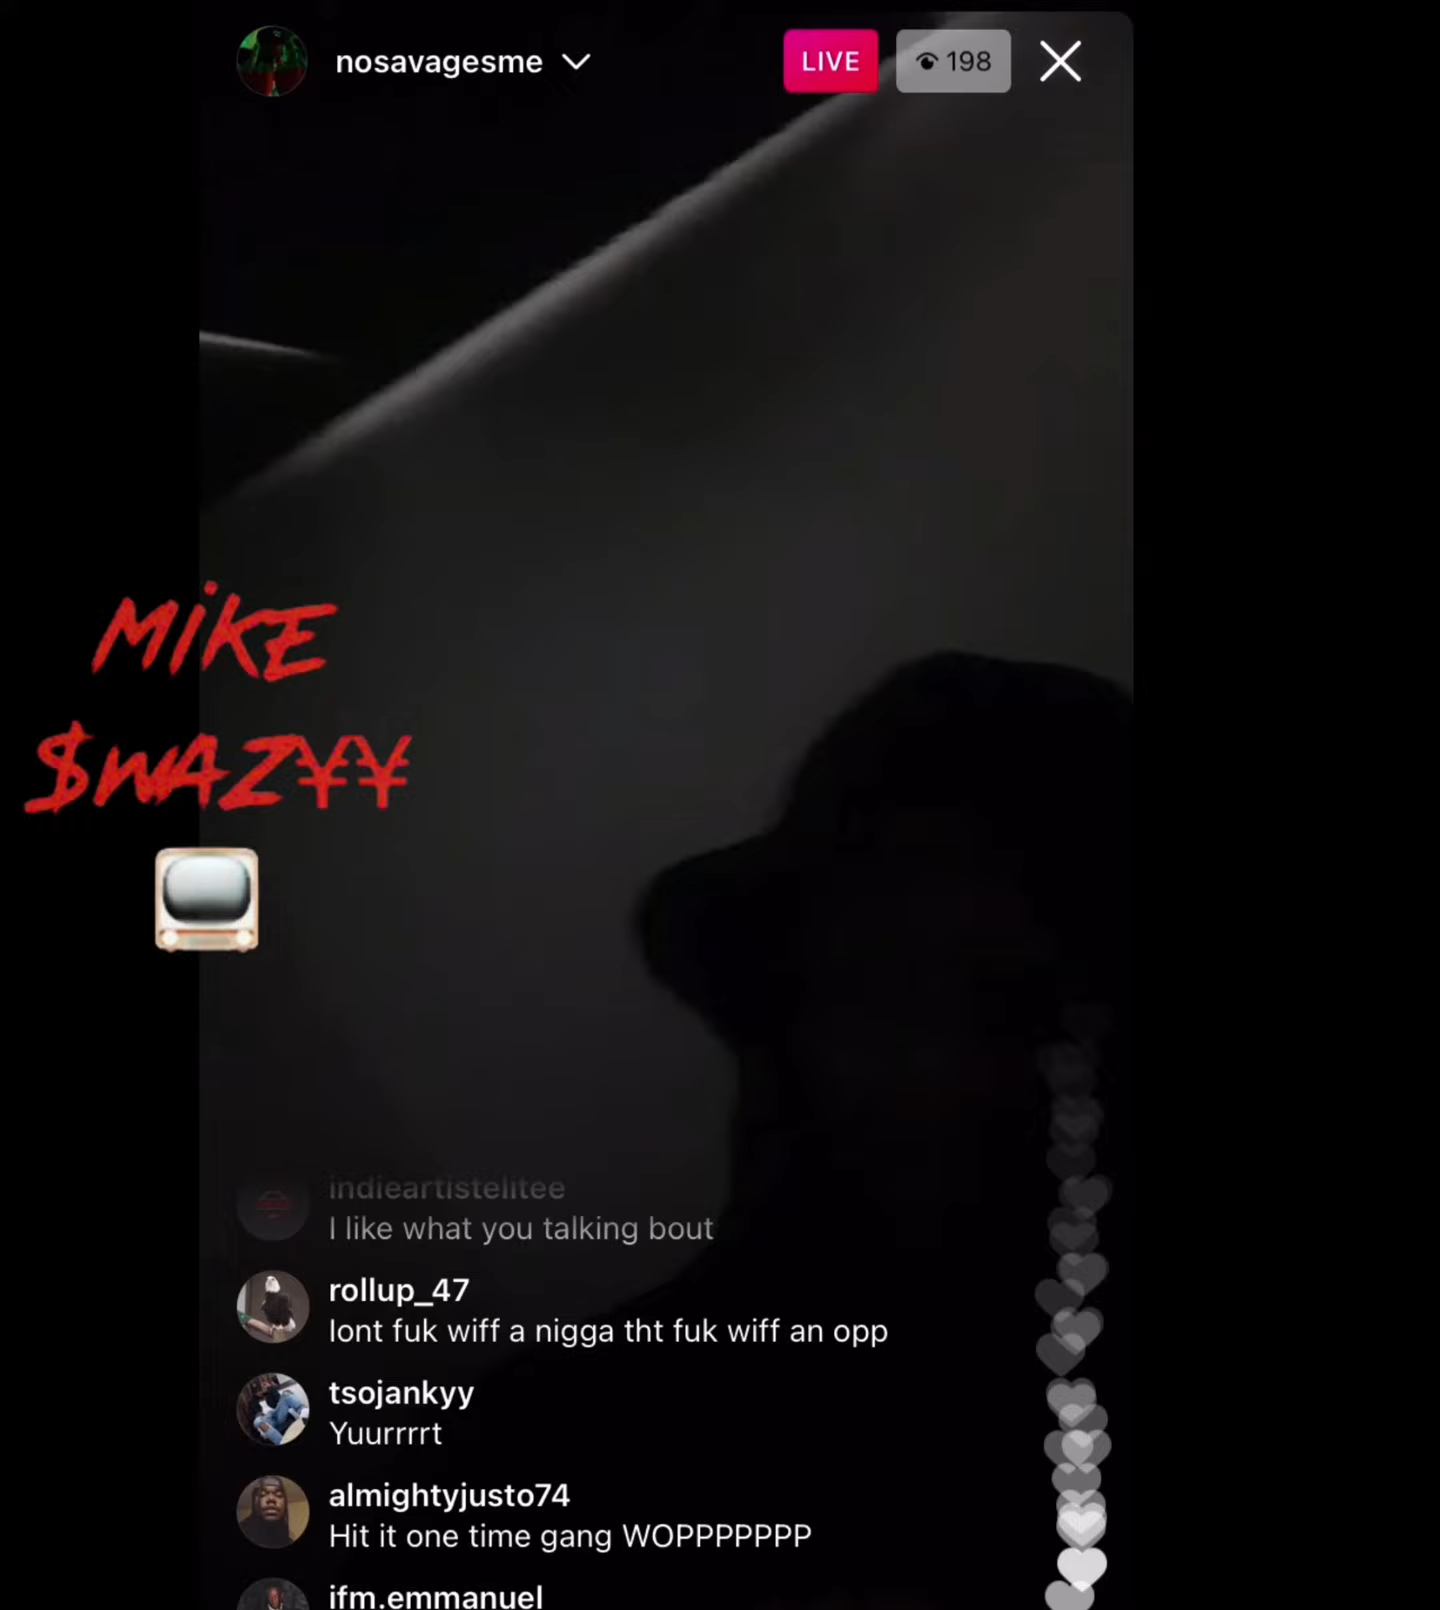 nosavagesme
LIVE
198
MiKE
$WAZ¥¥
indieartistelitee
I like what you talking bout
rollup_47
Iont fuk wiff a nigga tht fuk wiff an opp
tsojankyy
Yuurrrrt
almightyjusto74
Hit it one time gang WOPPPPPPP
ifm.emmanuel